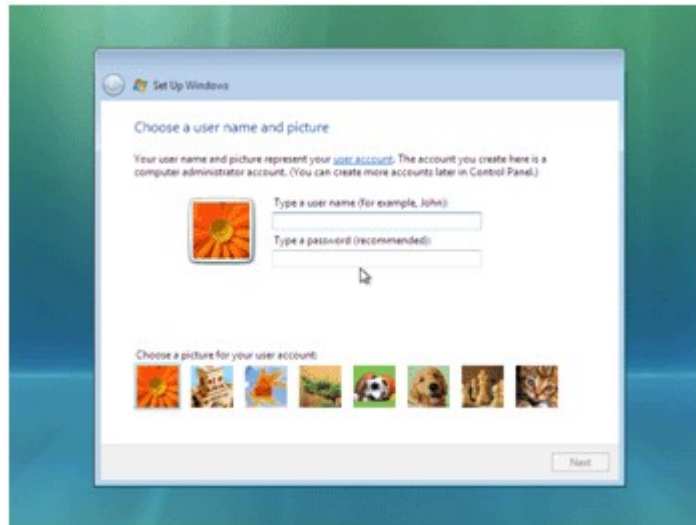 Set Up Windows
Choose a user name and picture
Your user name and picture represent your user account. The account you create here is a
computer administrator account. (You can create more accounts later in Control Panel.)
Type a user name (for example, John):
Type a password (recommended):
Choose a picture for your user account:
Next